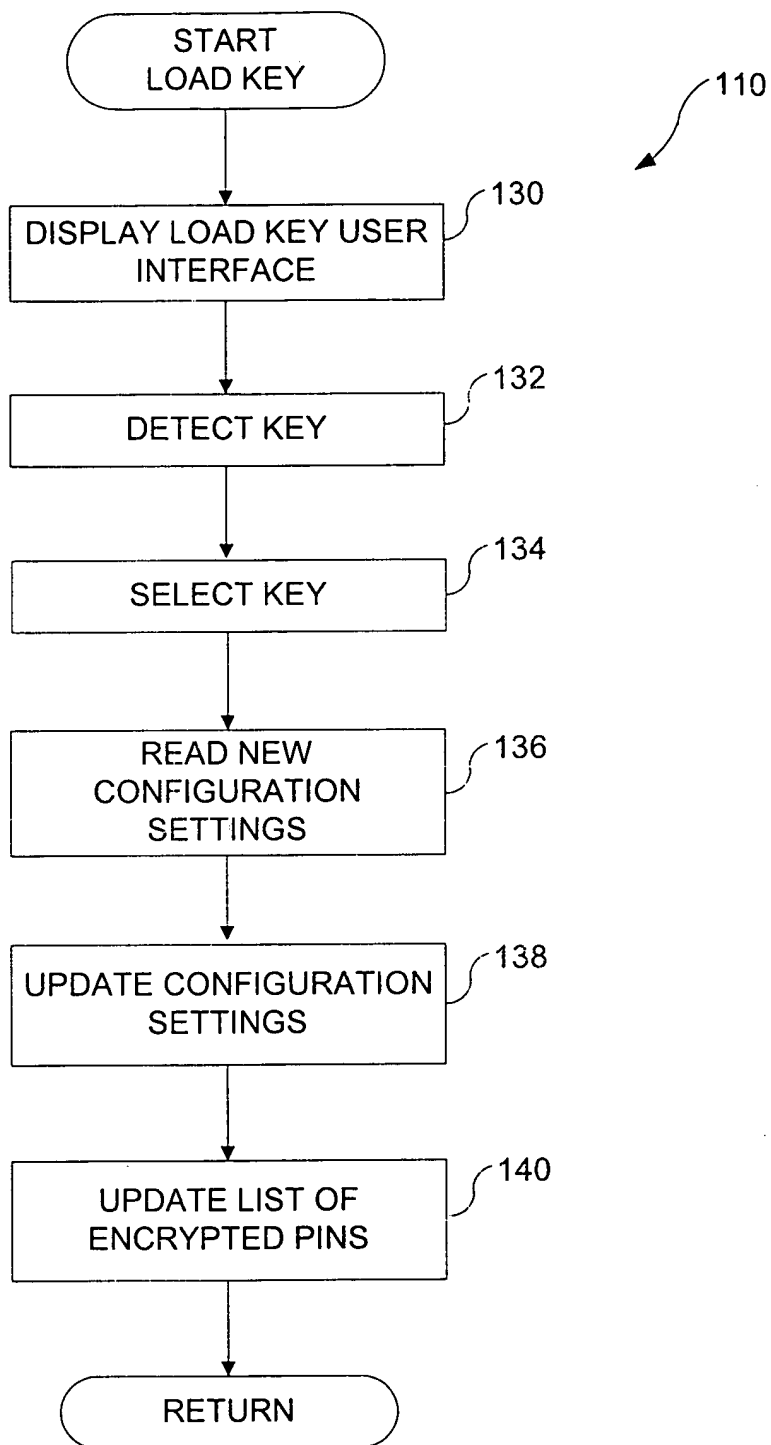 START
LOAD KEY
110
130
DISPLAY LOAD KEY USER
INTERFACE
132
DETECT KEY
134
SELECT KEY
136
READ NEW
CONFIGURATION
SETTINGS
138
UPDATE CONFIGURATION
SETTINGS
140
UPDATE LIST OF
ENCRYPTED PINS
RETURN